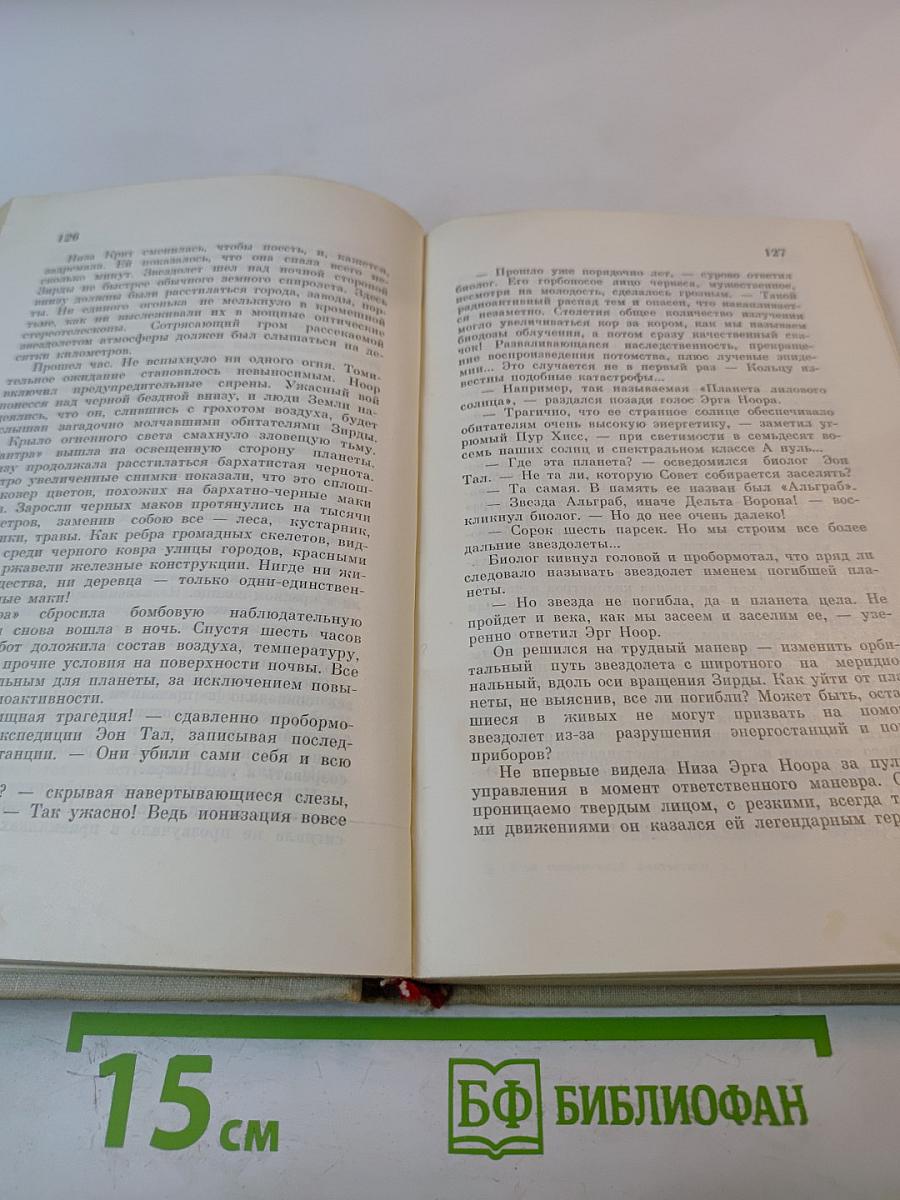 126
Низа Крит сменилась, чтобы поесть, и, кажется,
задремала. Ей показалось, что она спала всего не-
сколько минут. Звездолет шел над ночной стороной
Зирды не быстрее обычного земного спиролета. Здесь
внизу должны были расстилаться города, заводы, пор-
ты. Ни единого огонька не мелькнуло в кромешной
тьме, как ни выслеживали их в мощные оптические
стереотелескопы. Сотрясающий гром рассекаемой
звездолетом атмосферы должен был слышаться на де-
сятки километров.
Прошел час. Не вспыхнуло ни одного огня. Томи-
тельное ожидание становилось невыносимым. Ноор
включил предупредительные сирены. Ужасный вой
понесся над черной бездной внизу, и люди Земли на-
деялись, что он, слившись с грохотом воздуха, будет
услышан загадочно молчавшими обитателями Зирды.
Крыло огненного света смахнуло зловещую тьму.
антра» вышла на освещенную сторону планеты.
зу продолжала расстилаться бархатистая чернота.
тро увеличенные снимки показали, что это сплош-
ковер цветов, похожих на бархатно-черные маки
и. Заросли черных маков протянулись на тысячи
етров, заменив собою все — леса, кустарник,
ики, травы. Как ребра громадных скелетов, вид-
среди черного ковра улицы городов, красными
ржавели железные конструкции. Нигде ни жи-
щества, ни деревца — только одни-единствен-
ные маки!
ра» сбросила бомбовую наблюдательную
и снова вошла в ночь. Спустя шесть часов
бот доложила состав воздуха, температуру,
прочие условия на поверхности почвы. Все
льным для планеты, за исключением повы-
иоактивности.
ищная трагедия! — сдавленно пробормо-
кспедиции Эон Тал, записывая послед-
танции. — Они убили сами себя и всю
? — скрывая навертывающиеся слезы,
— Так ужасно! Ведь ионизация вовсе
127
— Прошло уже порядочно лет, — сурово ответил
биолог. Его горбоносое лицо черкеса, мужественное,
несмотря на молодость, сделалось грозным. — Такой
радиоактивный распад тем и опасен, что накапливает-
ся незаметно. Столетия общее количество излучения
могло увеличиваться кор за кором, как мы называем
биодозы облучения, а потом сразу качественный ска-
чок! Разваливающаяся наследственность, прекраще-
ние воспроизведения потомства, плюс лучевые эпиде-
мии... Это случается не в первый раз — Кольцу из-
вестны подобные катастрофы...
— Например, так называемая «Планета лилового
солнца», — раздался позади голос Эрга Ноора.
— Трагично, что ее странное солнце обеспечивало
обитателям очень высокую энергетику, — заметил уг-
рюмый Пур Хисс, — при светимости в семьдесят во-
семь наших солнц и спектральном классе А нуль...
— Где эта планета? — осведомился биолог Эон
Тал. — Не та ли, которую Совет собирается заселять?
— Та самая. В память ее назван был «Альграб».
— Звезда Альграб, иначе Дельта Ворона! — вос-
кликнул биолог. — Но до нее очень далеко!
— Сорок шесть парсек. Но мы строим все более
дальние звездолеты...
Биолог кивнул головой и пробормотал, что вряд ли
следовало называть звездолет именем погибшей пла-
неты.
— Но звезда не погибла, да и планета цела. Не
пройдет и века, как мы засеем и заселим ее, — уве-
ренно ответил Эрг Ноор.
Он решился на трудный маневр — изменить орби-
тальный путь звездолета с широтного на меридио-
нальный, вдоль оси вращения Зирды. Как уйти от пла
неты, не выяснив, все ли погибли? Может быть, оста
шиеся в живых не могут призвать на помо
звездолет из-за разрушения энергостанций и по
приборов?
Не впервые видела Низа Эрга Ноора за пул
управления в момент ответственного маневра. С
проницаемо твердым лицом, с резкими, всегда т
ми движениями он казался ей легендарным гер
15 см
БФ БИБЛИОФАН